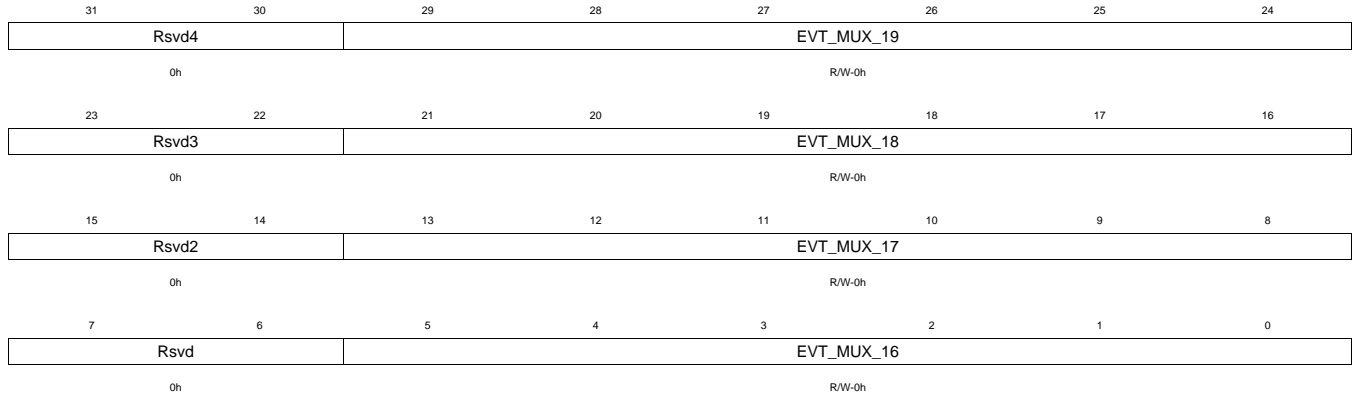 31 30 29 28 27 26 25 24
Rsvd4 EVT_MUX_19
0h R/W-0h
23 22 21 20 19 18 17 16
Rsvd3 EVT_MUX_18
0h R/W-0h
15 14 13 12 11 10 9 8
Rsvd2 EVT_MUX_17
0h R/W-0h
7 6 5 4 3 2 1 0
Rsvd EVT_MUX_16
0h R/W-0h